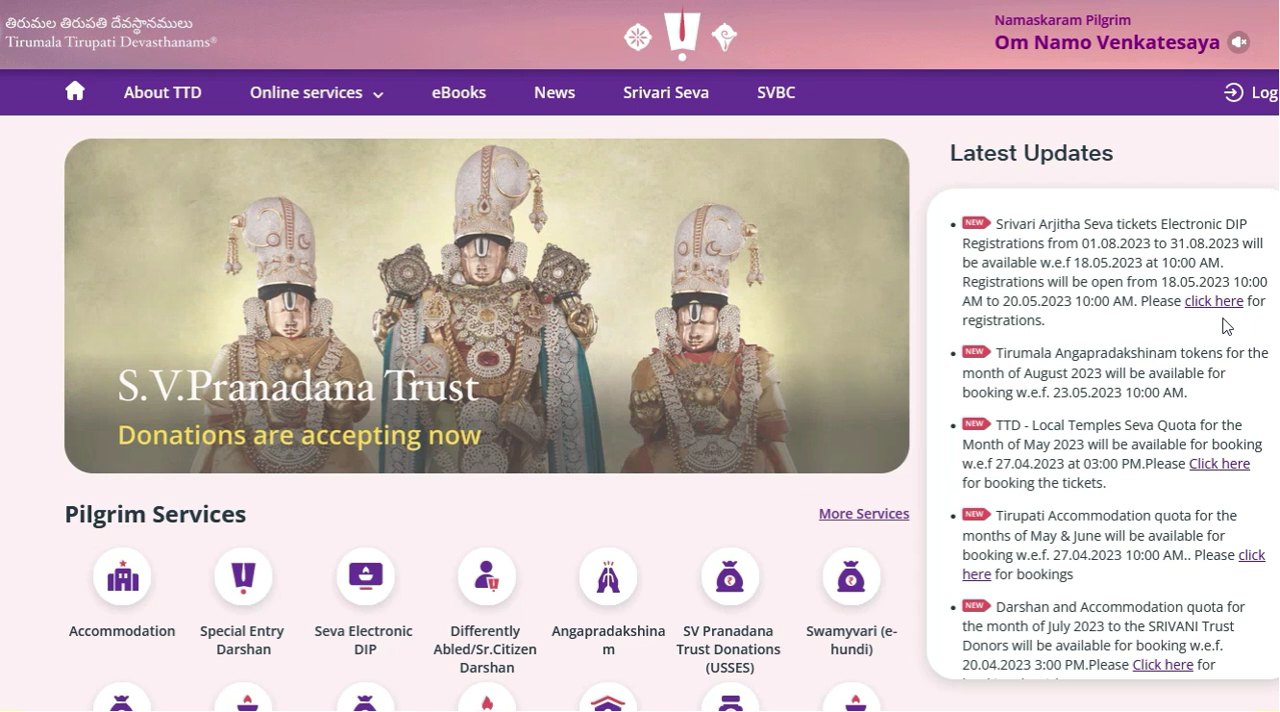 తిరుమల తిరుపతి దేవస్థానములు
Tirumala Tirupati Devasthanams®
Namaskaram Pilgrim
Om Namo Venkatesaya
About TTD
Online services
eBooks
News
Srivari Seva
SVBC
Log
S.V.Pranadana Trust
Donations are accepting now
Latest Updates
NEW Srivari Arjitha Seva tickets Electronic DIP
Registrations from 01.08.2023 to 31.08.2023 will
be available w.e.f 18.05.2023 at 10:00 AM.
Registrations will be open from 18.05.2023 10:00
AM to 20.05.2023 10:00 AM. Please click here for
registrations.
NEW Tirumala Angapradakshinam tokens for the
month of August 2023 will be available for
booking w.e.f. 23.05.2023 10:00 AM.
NEW TTD - Local Temples Seva Quota for the
Month of May 2023 will be available for booking
w.e.f 27.04.2023 at 03:00 PM.Please Click here
for booking the tickets.
NEW Tirupati Accommodation quota for the
months of May & June will be available for
booking w.e.f. 27.04.2023 10:00 AM.. Please click
here for bookings
NEW Darshan and Accommodation quota for
the month of July 2023 to the SRIVANI Trust
Donors will be available for booking w.e.f.
20.04.2023 3:00 PM.Please Click here for
Pilgrim Services
More Services
Accommodation
Special Entry
Darshan
Seva Electronic
DIP
Differently
Abled/Sr.Citizen
Darshan
Angapradakshina
m
SV Pranadana
Trust Donations
(USSES)
Swamyvari (e-
hundi)